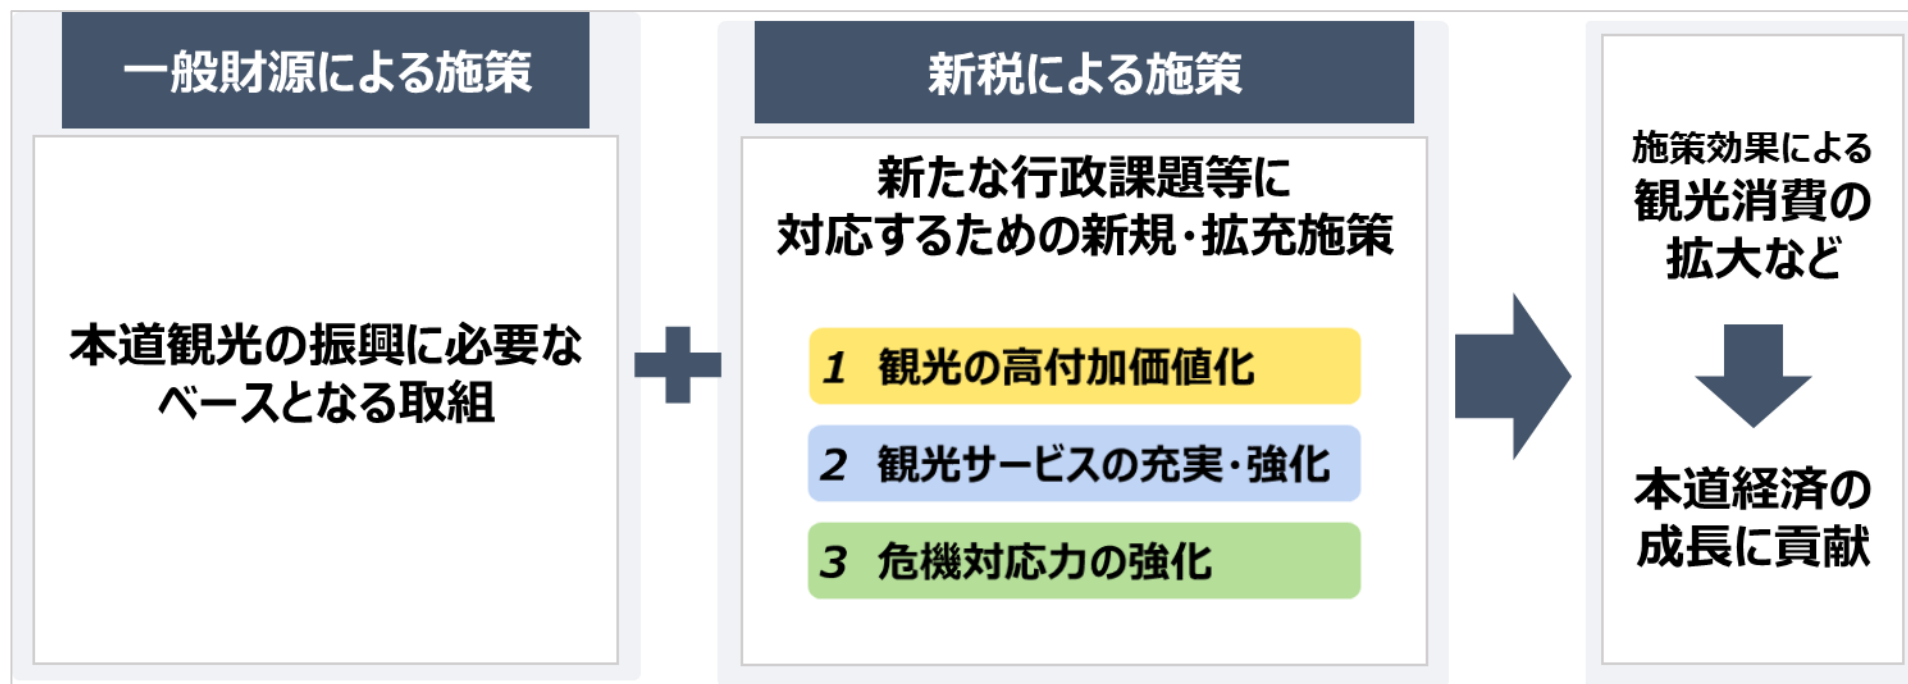 一般財源による施策
本道観光の振興に必要な
ベースとなる取組
新税による施策
新たな行政課題等に
対応するための新規･拡充施策
1 観光の高付加価値化
2 観光サービスの充実･強化
3 危機対応力の強化
施策効果による
観光消費の
拡大など
本道経済の
成長に貢献